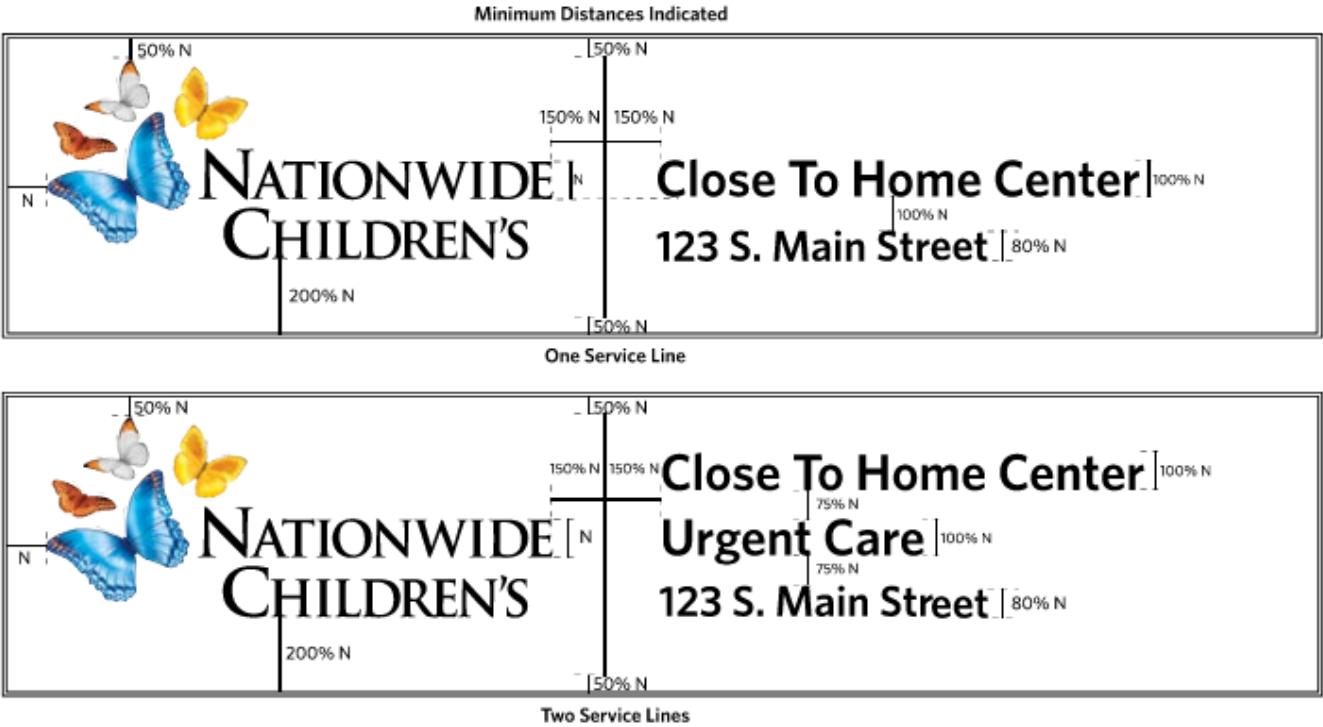 Minimum Distances Indicated
50% N
50% N
150% N 150% N
NATIONWIDE N
Close To Home Center 100% N
N
100% N
CHILDREN'S
123 S. Main Street 80% N
200% N
50% N
One Service Line
50% N
50% N
150% N 150% N
Close To Home Center 100% N
75% N
NATIONWIDE N
Urgent Care 100% N
N
75% N
CHILDREN'S
123 S. Main Street 80% N
200% N
50% N
Two Service Lines